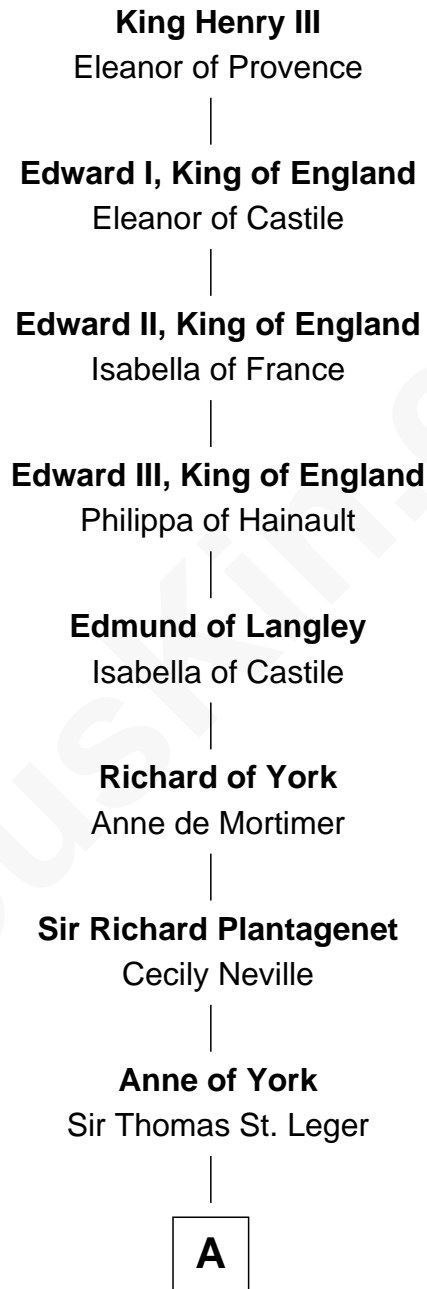 King Henry III
Eleanor of Provence
Edward I, King of England
Eleanor of Castile
Edward II, King of England
Isabella of France
Edward III, King of England
Philippa of Hainault
Edmund of Langley
Isabella of Castile
Richard of York
Anne de Mortimer
Sir Richard Plantagenet
Cecily Neville
Anne of York
Sir Thomas St. Leger
A